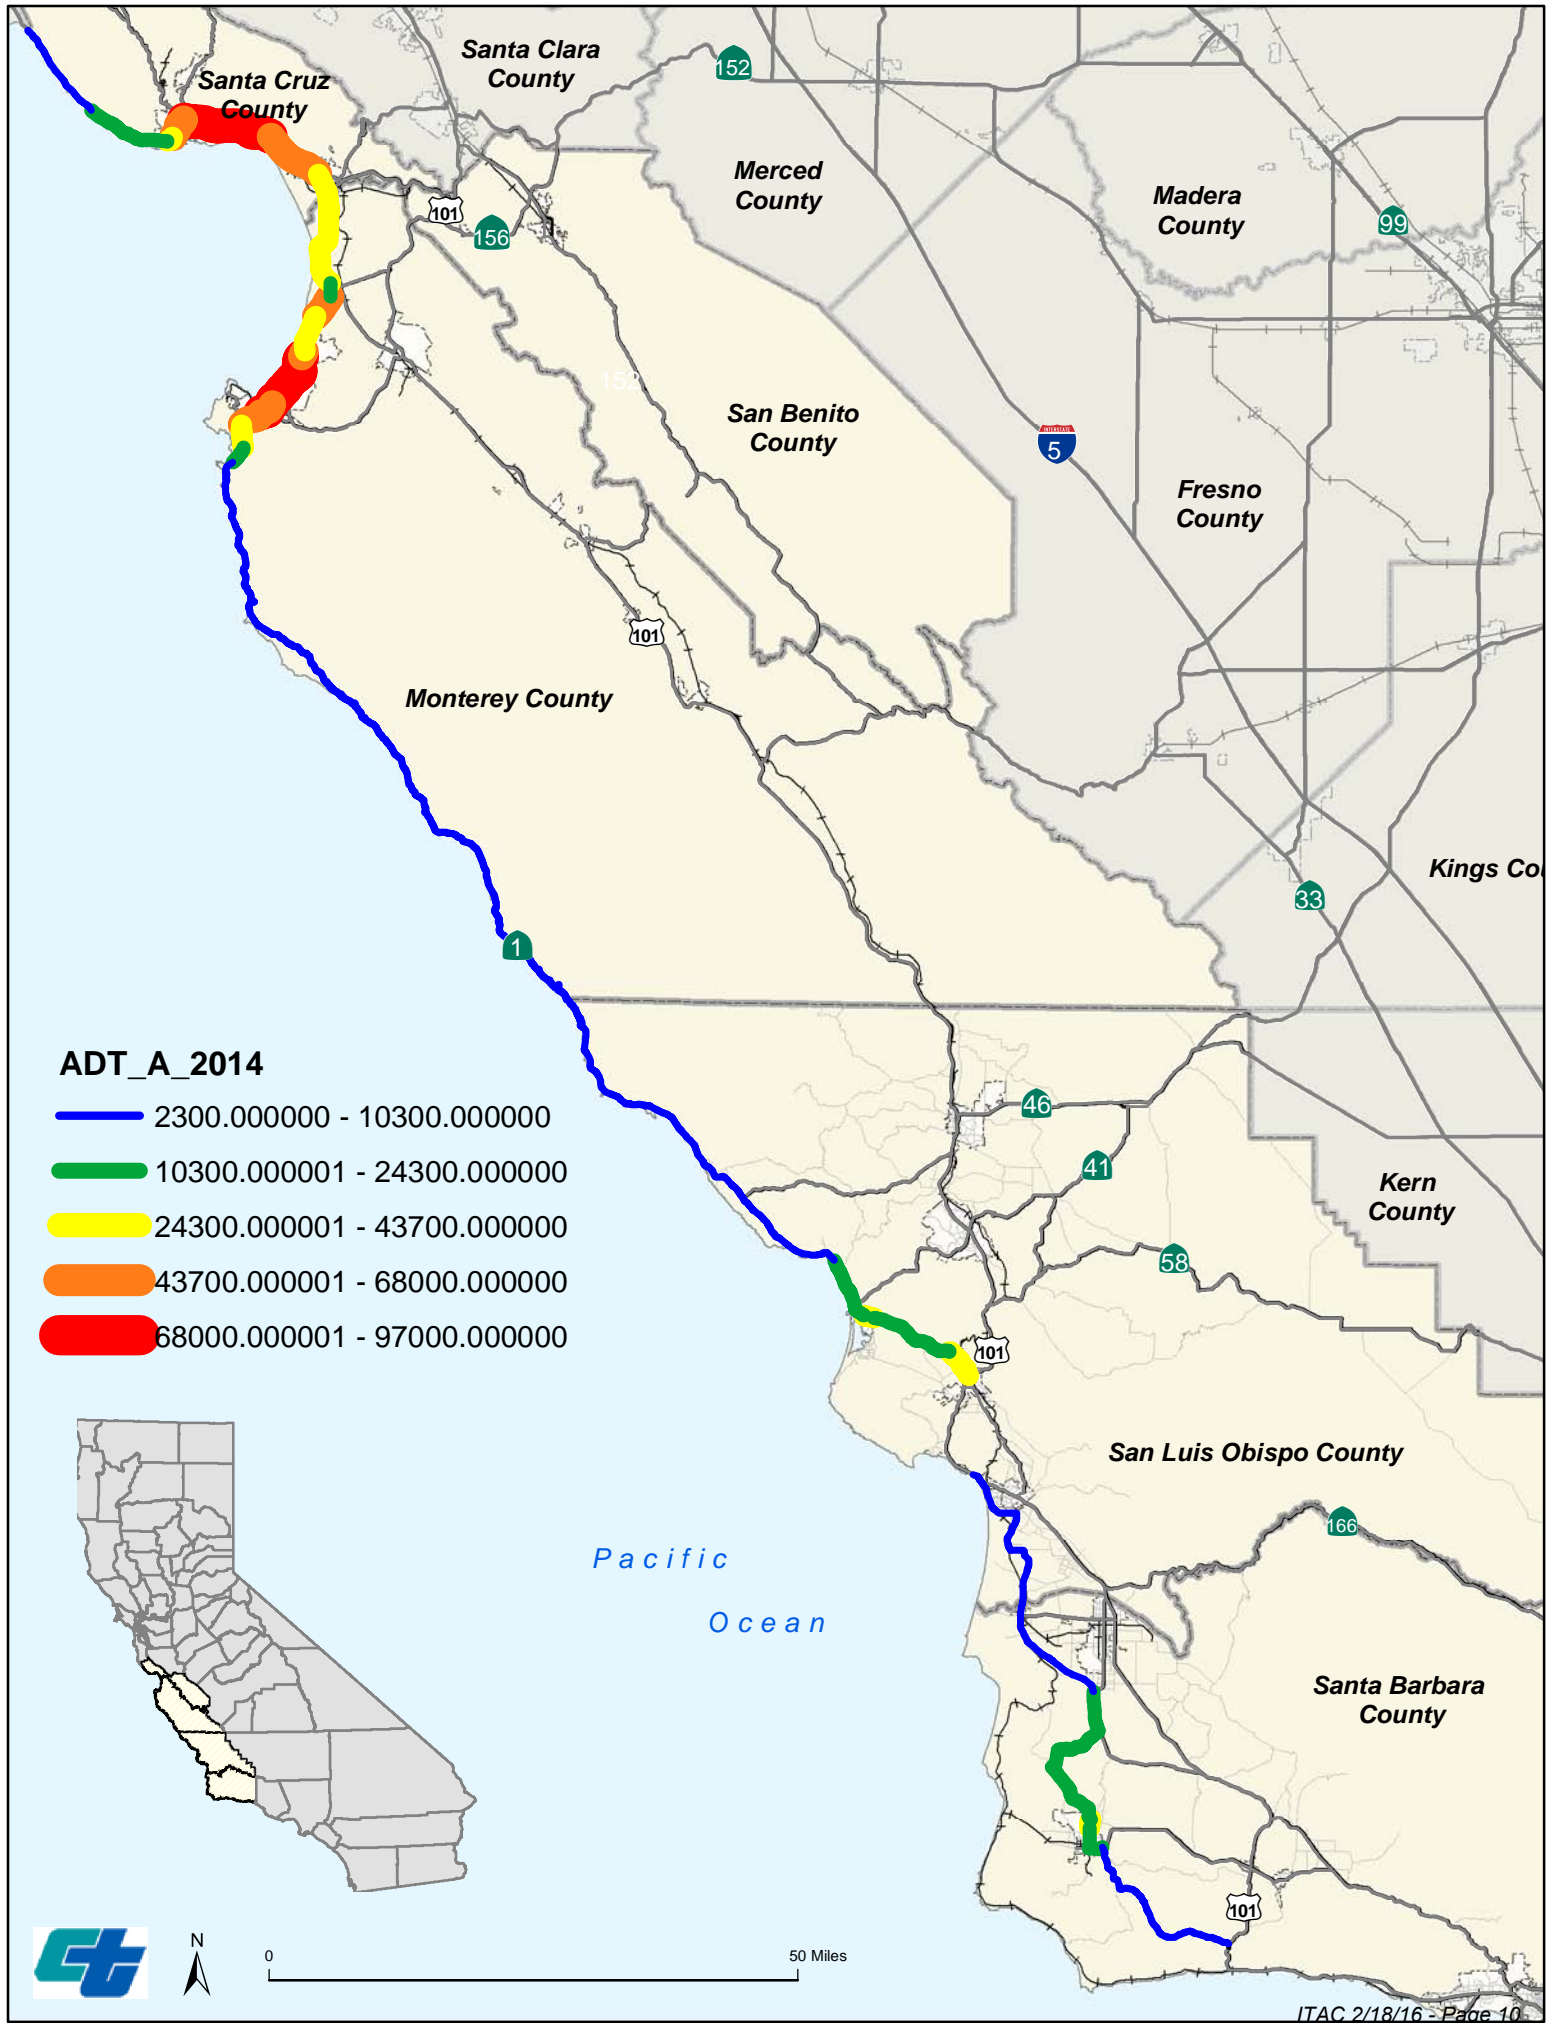 Santa Clara
County
Santa Cruz
County
152
Merced
County
Madera
County
99
101
156
152
San Benito
County
5
Fresno
County
101
Monterey County
Kings Cou
33
1
ADT_A_2014
2300.000000 - 10300.000000
10300.000001 - 24300.000000
24300.000001 - 43700.000000
43700.000001 - 68000.000000
68000.000001 - 97000.000000
46
41
Kern
County
58
101
San Luis Obispo County
166
Pacific
Ocean
Santa Barbara
County
101
N
0
50 Miles
ITAC 2/18/16 - Page 10